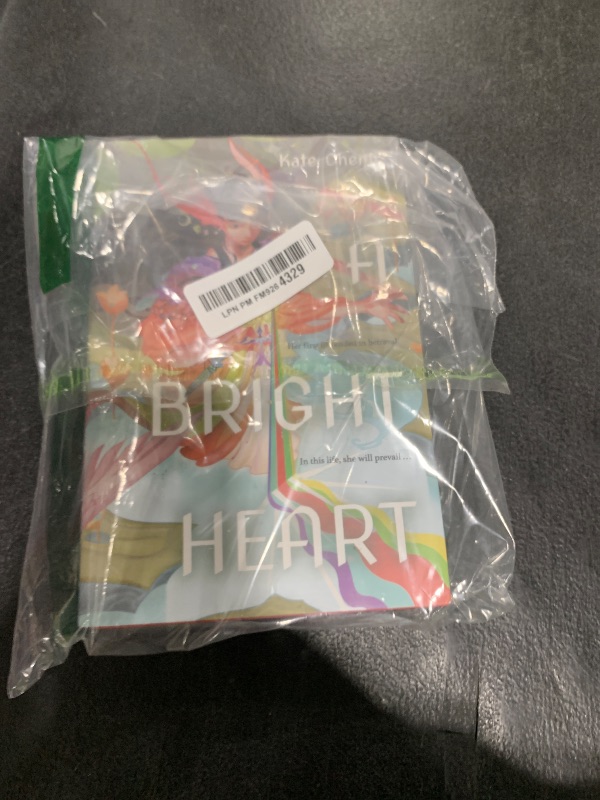 Kate Chen
A
LPN PM FM926 4329
BRIGHT
In this life, she will prevail ...
HEART